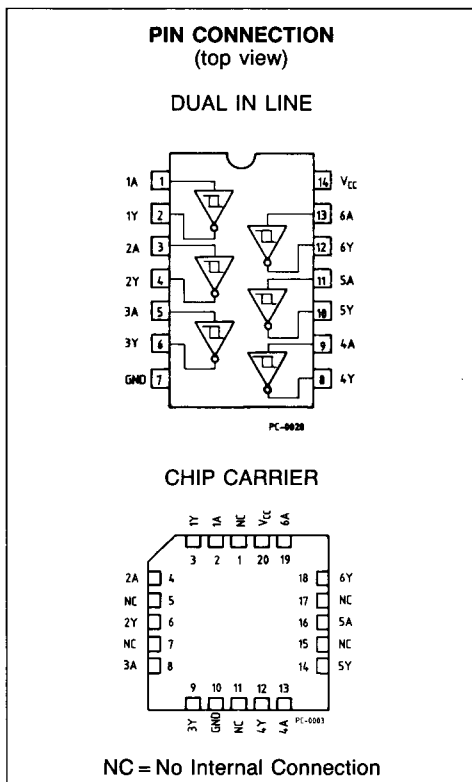 PIN CONNECTION
(top view)
DUAL IN LINE
1A 1 14 VCC
1Y 2 13 6A
2A 3 12 6Y
2Y 4 11 5A
3A 5 10 5Y
3Y 6 9 4A
GND 7 8 4Y
PC-0020
CHIP CARRIER
1Y 1A NC VCC 6A
3 2 1 20 19
2A 4 18 6Y
NC 5 17 NC
2Y 6 16 5A
NC 7 15 NC
3A 8 14 5Y
9 10 11 12 13
3Y GND NC 4Y 4A
PC-0003
NC = No Internal Connection